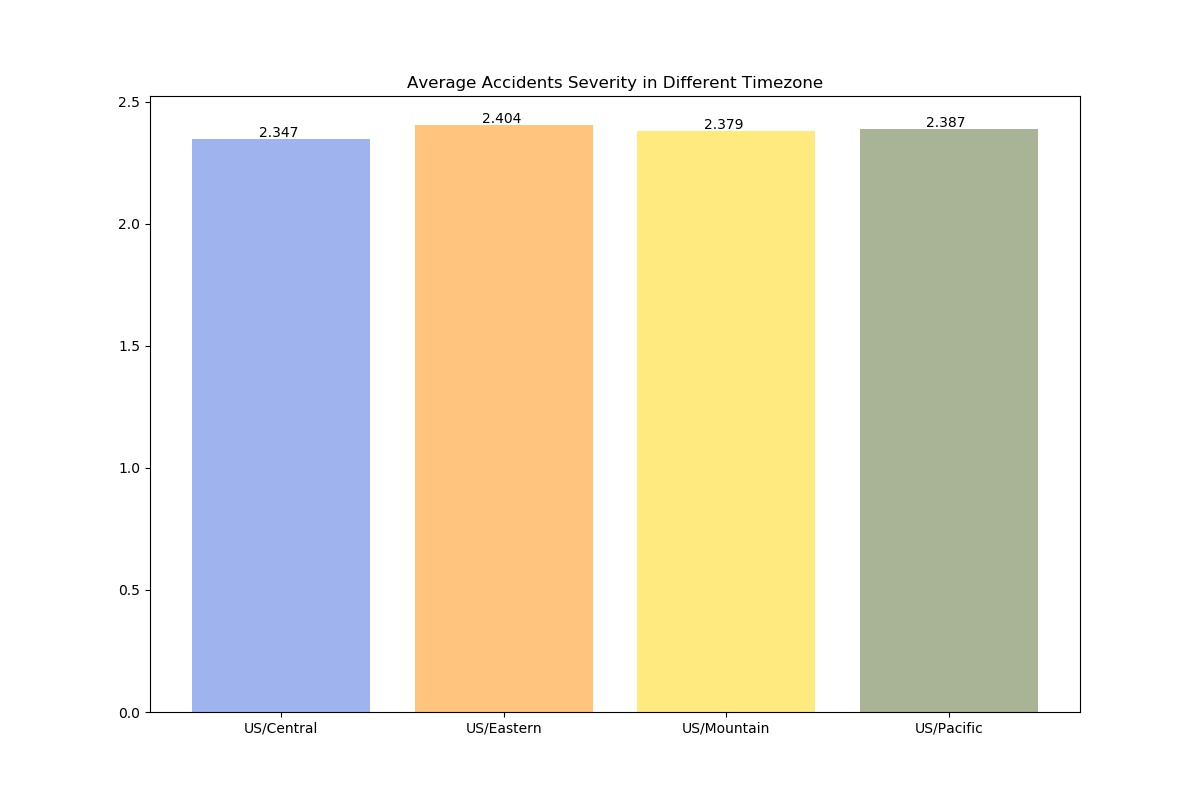 Average Accidents Severity in Different Timezone
2.5
2.0
1.5
1.0
0.5
0.0
2.347
2.404
2.379
2.387
US/Central
US/Eastern
US/Mountain
US/Pacific